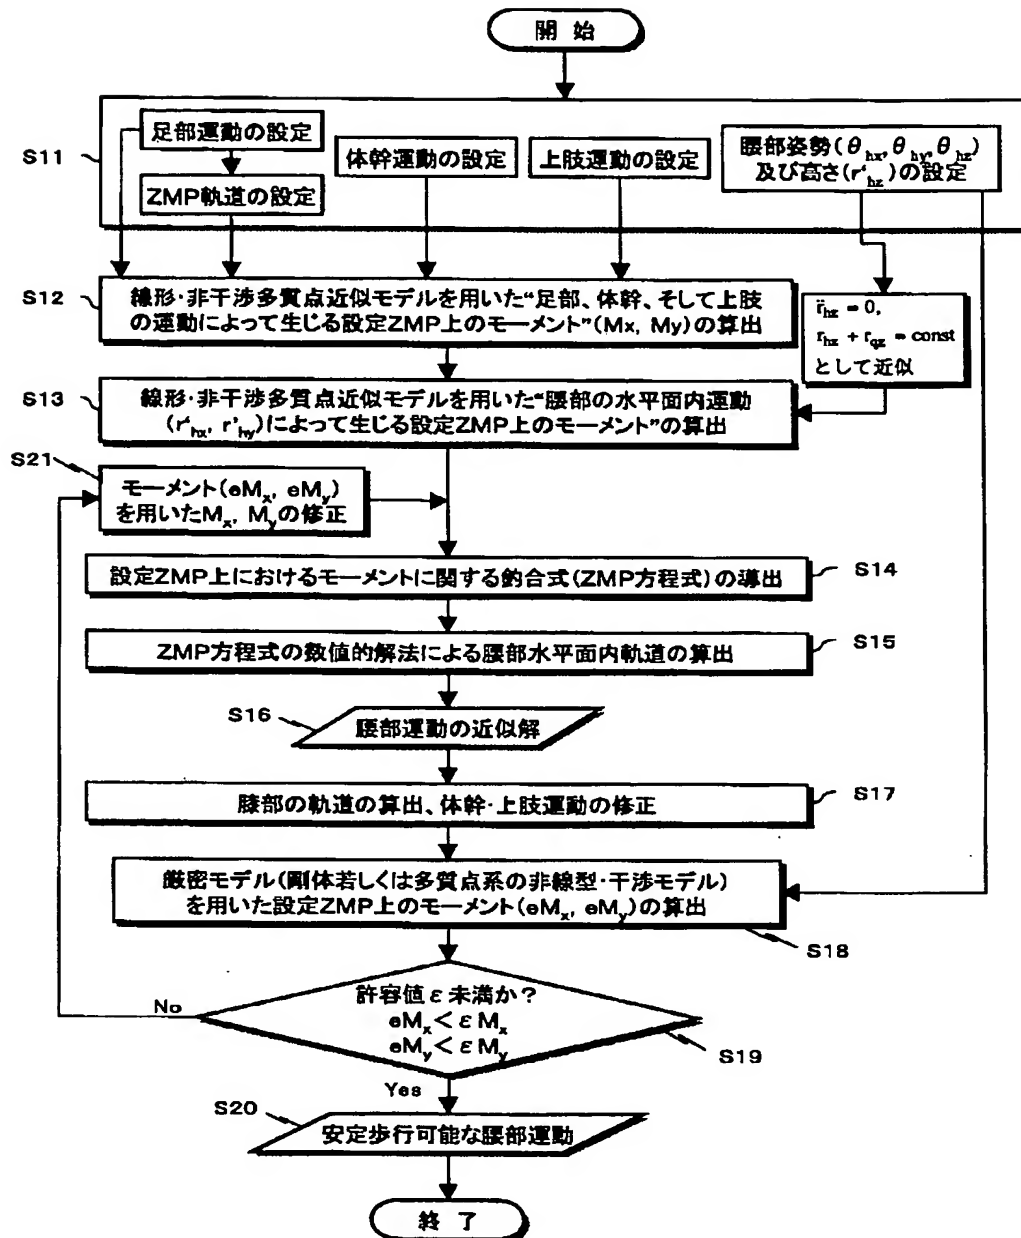 開 始
S11
足部運動の設定
ZMP軌道の設定
体幹運動の設定
上肢運動の設定
腰部姿勢(θhx,θhy,θhz)
及び高さ(r'hz)の設定
S12
線形・非干渉多質点近似モデルを用いた“足部、体幹、そして上肢
の運動によって生じる設定ZMP上のモーメント”(Mx, My)の算出
r̈hz = 0,
rhz + rqz = const
として近似
S13
線形・非干渉多質点近似モデルを用いた“腰部の水平面内運動
(r'hx, r'hy)によって生じる設定ZMP上のモーメント”の算出
S21
モーメント(eMx, eMy)
を用いたMx, Myの修正
設定ZMP上におけるモーメントに関する釣合式(ZMP方程式)の導出
S14
ZMP方程式の数値的解法による腰部水平面内軌道の算出
S15
S16
腰部運動の近似解
膝部の軌道の算出、体幹・上肢運動の修正
S17
厳密モデル(剛体若しくは多質点系の非線型・干渉モデル)
を用いた設定ZMP上のモーメント(eMx, eMy)の算出
S18
許容値ε未満か?
eMx<εMx
eMy<εMy
No
S19
Yes
S20
安定歩行可能な腰部運動
終 了